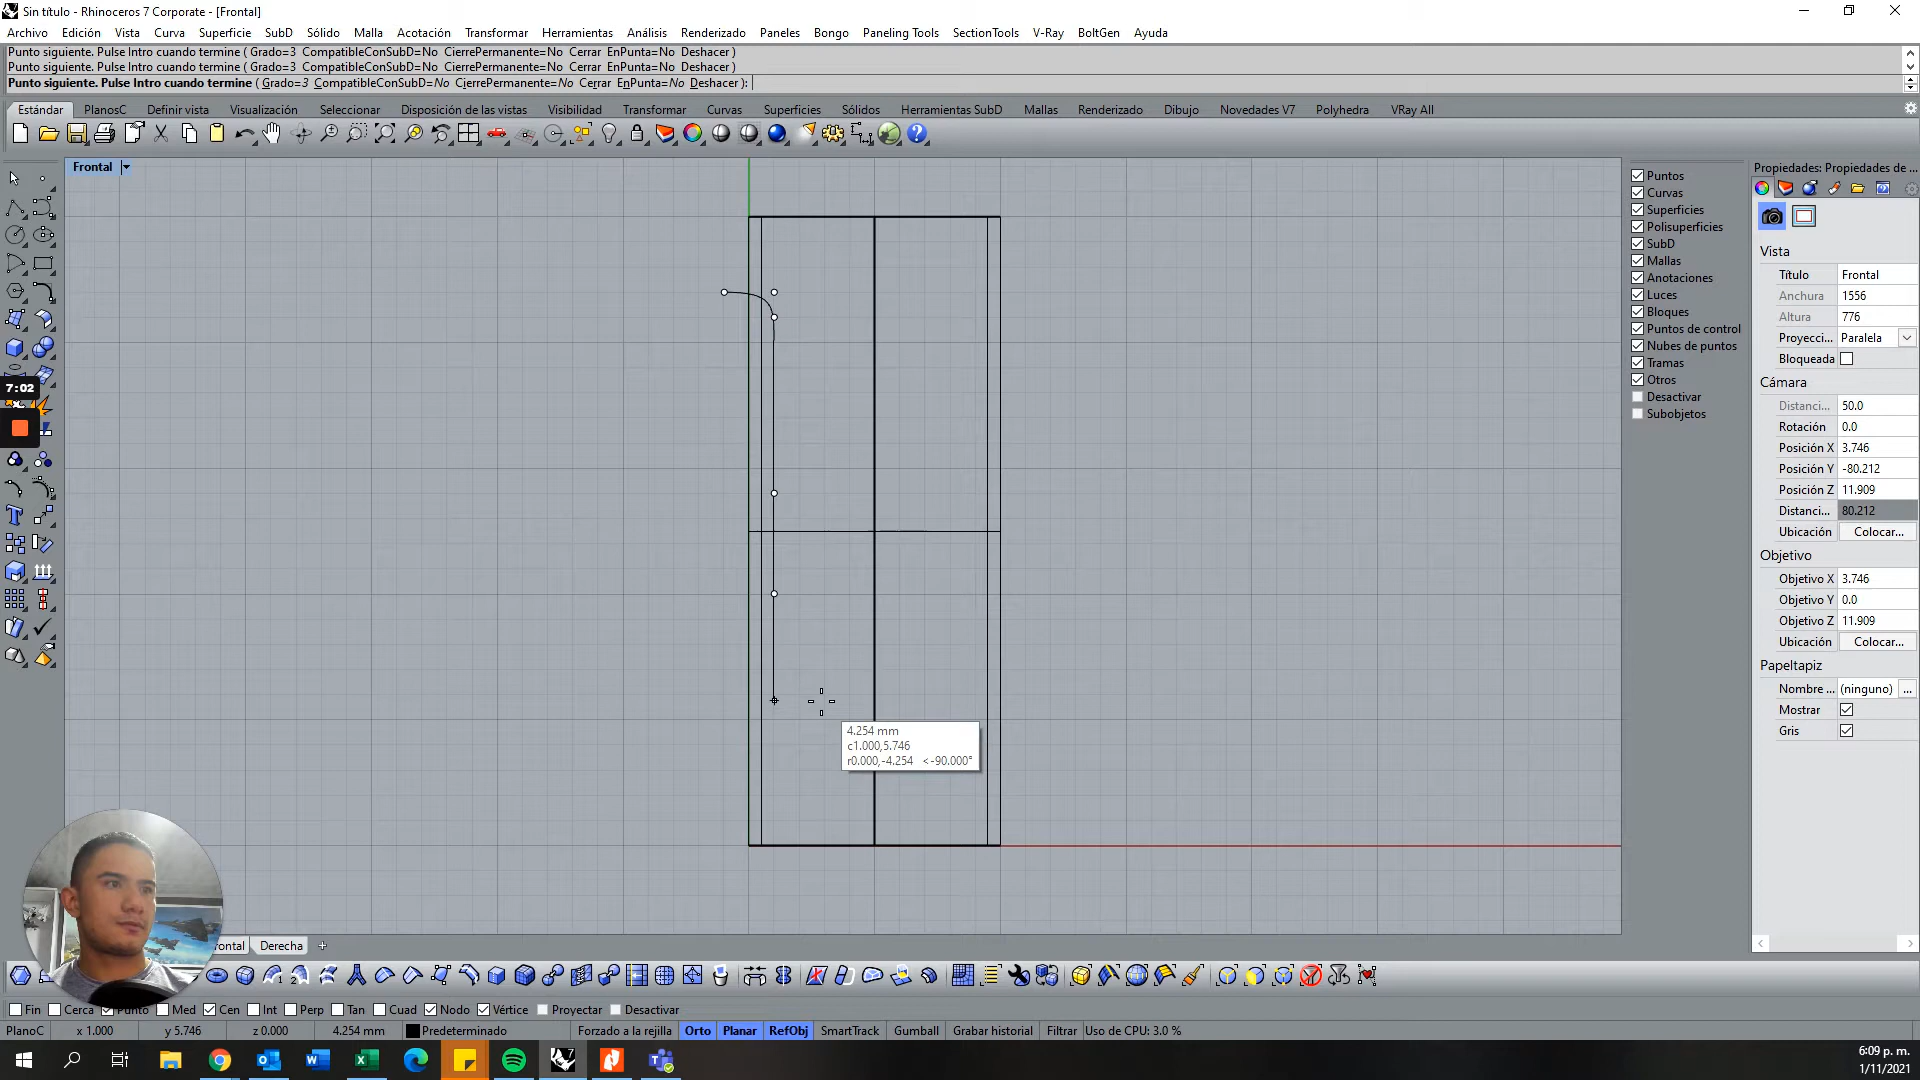 Sin título - Rhinoceros 7 Corporate - [Frontal]
Archivo Edición Vista Curva Superficie SubD Sólido Malla Acotación Transformar Herramientas Análisis Renderizado Paneles Bongo Paneling Tools SectionTools V-Ray BoltGen Ayuda
Punto siguiente. Pulse Intro cuando termine ( Grado=3 CompatibleConSubD=No CierrePermanente=No Cerrar EnPunta=No Deshacer )
Punto siguiente. Pulse Intro cuando termine ( Grado=3 CompatibleConSubD=No CierrePermanente=No Cerrar EnPunta=No Deshacer )
Punto siguiente. Pulse Intro cuando termine ( Grado=3 CompatibleConSubD=No CierrePermanente=No Cerrar EnPunta=No Deshacer ):
Estándar PlanosC Definir vista Visualización Seleccionar Disposición de las vistas Visibilidad Transformar Curvas Superficies Sólidos Herramientas SubD Mallas Renderizado Dibujo Novedades V7 Polyhedra VRay All
Frontal
7:02
4.254 mm
c1.000,5.746
r0.000,-4.254 <-90.000°
Puntos
Curvas
Superficies
Polisuperficies
SubD
Mallas
Anotaciones
Luces
Bloques
Puntos de control
Nubes de puntos
Tramas
Otros
Desactivar
Subobjetos
Propiedades: Propiedades de ...
Vista
Título Frontal
Anchura 1556
Altura 776
Proyecci... Paralela
Bloqueada
Cámara
Distanci... 50.0
Rotación 0.0
Posición X 3.746
Posición Y -80.212
Posición Z 11.909
Distanci... 80.212
Ubicación Colocar...
Objetivo
Objetivo X 3.746
Objetivo Y 0.0
Objetivo Z 11.909
Ubicación Colocar...
Papeltapiz
Nombre ... (ninguno) ...
Mostrar
Gris
rontal Derecha
Fin Cerca Punto Med Cen Int Perp Tan Cuad Nodo Vértice Proyectar Desactivar
PlanoC x 1.000 y 5.746 z 0.000 4.254 mm Predeterminado Forzado a la rejilla Orto Planar RefObj SmartTrack Gumball Grabar historial Filtrar Uso de CPU: 3.0 %
6:09 p. m.
1/11/2021